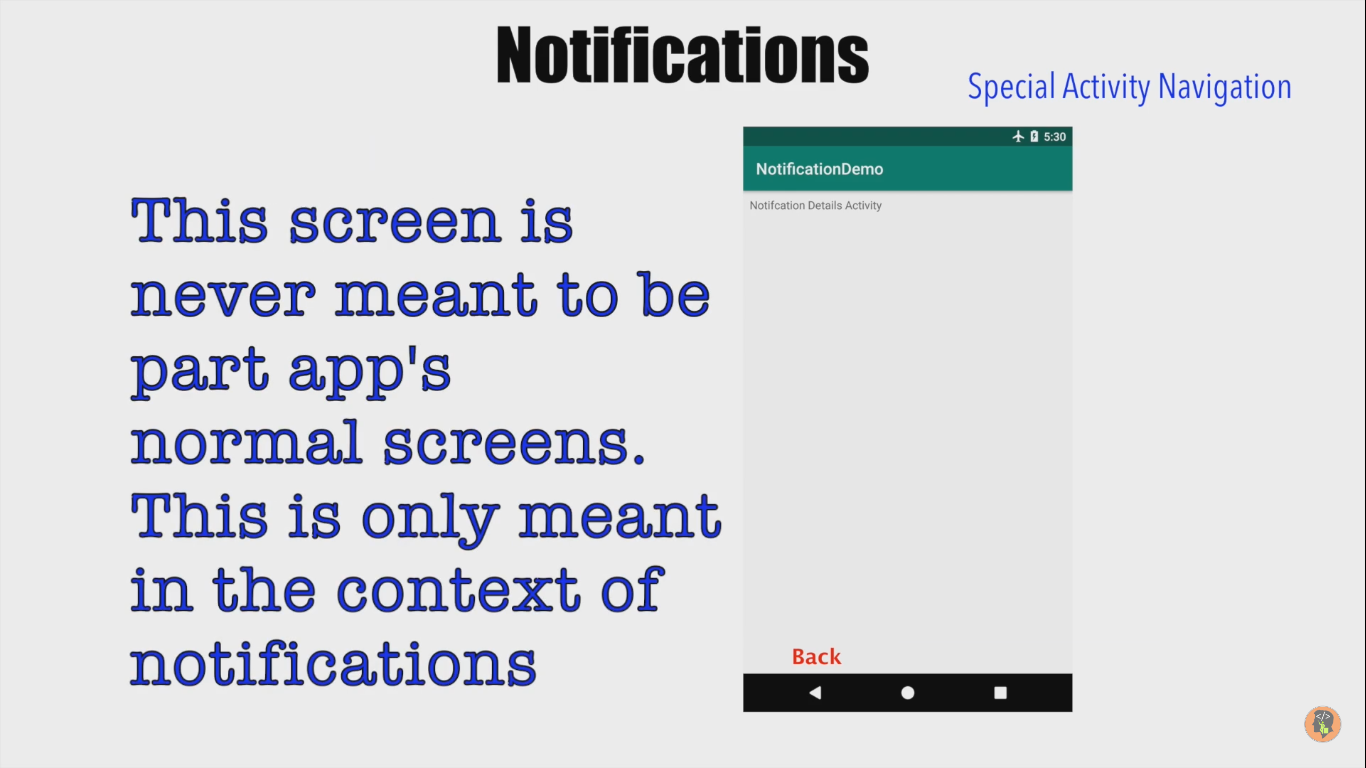 Notifications
Special Activity Navigation
This screen is
never meant to be
part app's
normal screens.
This is only meant
in the context of
notifications
5:30
NotificationDemo
Notifcation Details Activity
Back
</>